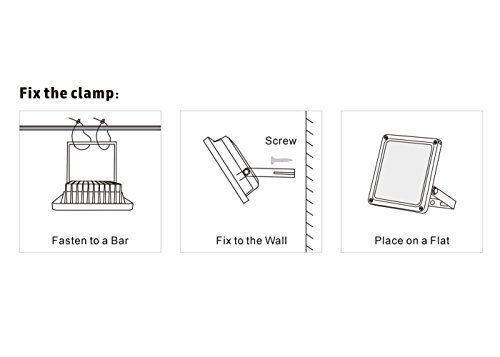 Fix the clamp:
Screw
Fasten to a Bar
Fix to the Wall
Place on a Flat